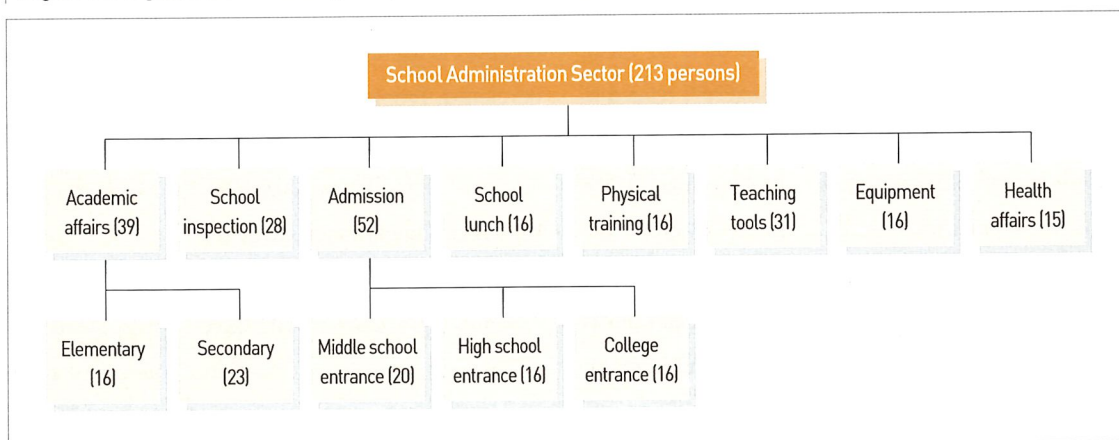 School Administration Sector (213 persons)
Academic
affairs (39)
School
inspection (28)
Admission
(52)
School
lunch (16)
Physical
training (16)
Teaching
tools (31)
Equipment
(16)
Health
affairs (15)
Elementary
(16)
Secondary
(23)
Middle school
entrance (20)
High school
entrance (16)
College
entrance (16)